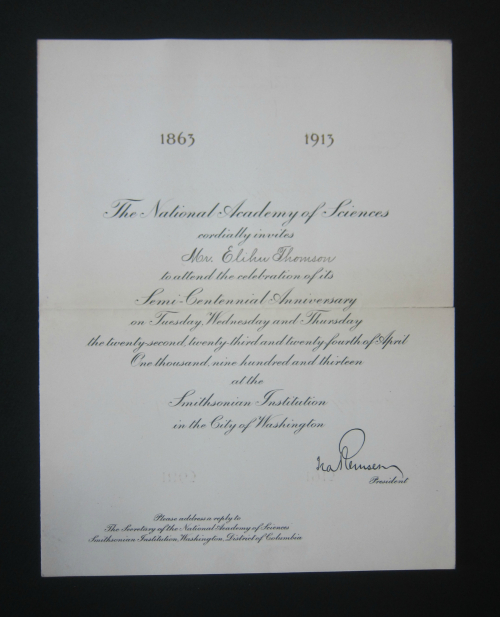 1863 1913
The National Academy of Sciences
cordially invites
Mr. Elihu Thomson
to attend the celebration of its
Semi-Centennial Anniversary
on Tuesday, Wednesday and Thursday
the twenty-second, twenty-third and twenty-fourth of April
One thousand, nine hundred and thirteen
at the
Smithsonian Institution
in the City of Washington
Ira Remsen
President
Please address a reply to
The Secretary of the National Academy of Sciences
Smithsonian Institution, Washington, District of Columbia